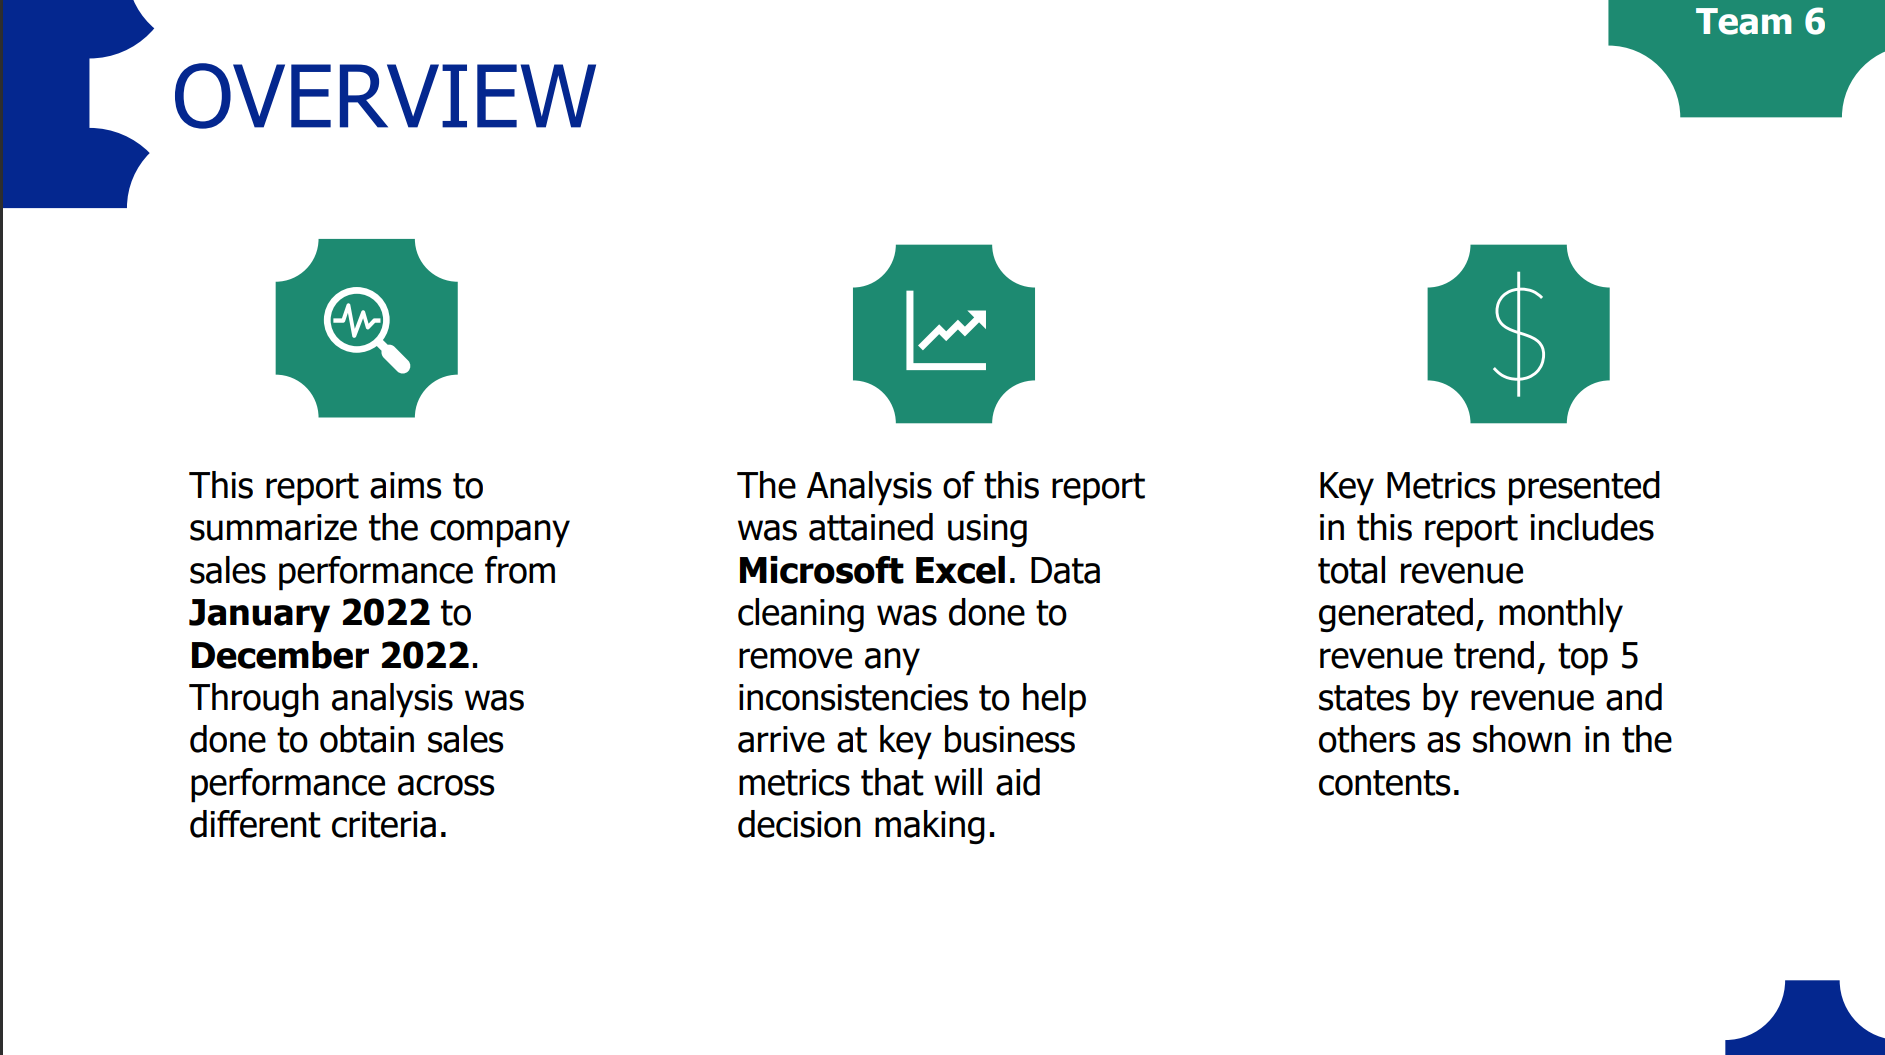 Team 6
OVERVIEW
This report aims to
summarize the company
sales performance from
January 2022 to
December 2022.
Through analysis was
done to obtain sales
performance across
different criteria.
The Analysis of this report
was attained using
Microsoft Excel. Data
cleaning was done to
remove any
inconsistencies to help
arrive at key business
metrics that will aid
decision making.
Key Metrics presented
in this report includes
total revenue
generated, monthly
revenue trend, top 5
states by revenue and
others as shown in the
contents.